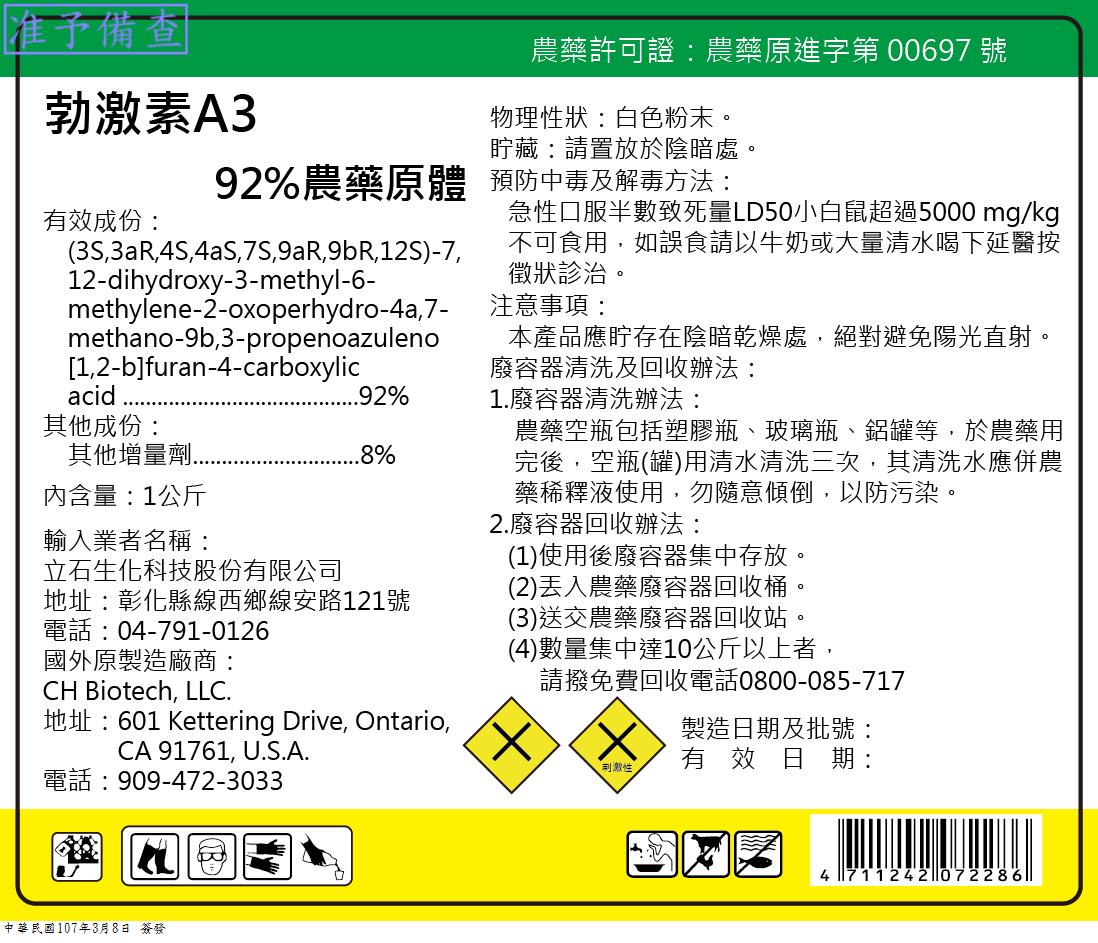 准予備查
農藥許可證：農藥原進字第 00697 號
勃激素A3
92%農藥原體
有效成份：
(3S,3aR,4S,4aS,7S,9aR,9bR,12S)-7,
12-dihydroxy-3-methyl-6-
methylene-2-oxoperhydro-4a,7-
methano-9b,3-propenoazuleno
[1,2-b]furan-4-carboxylic
acid ........................................92%
其他成份：
其他增量劑............................8%
內含量：1公斤
輸入業者名稱：
立石生化科技股份有限公司
地址：彰化縣線西鄉線安路121號
電話：04-791-0126
國外原製造廠商：
CH Biotech, LLC.
地址：601 Kettering Drive, Ontario,
CA 91761, U.S.A.
電話：909-472-3033
物理性狀：白色粉末。
貯藏：請置放於陰暗處。
預防中毒及解毒方法：
急性口服半數致死量LD50小白鼠超過5000 mg/kg
不可食用，如誤食請以牛奶或大量清水喝下延醫按
徵狀診治。
注意事項：
本產品應貯存在陰暗乾燥處，絕對避免陽光直射。
廢容器清洗及回收辦法：
1.廢容器清洗辦法：
農藥空瓶包括塑膠瓶、玻璃瓶、鋁罐等，於農藥用
完後，空瓶(罐)用清水清洗三次，其清洗水應併農
藥稀釋液使用，勿隨意傾倒，以防污染。
2.廢容器回收辦法：
(1)使用後廢容器集中存放。
(2)丟入農藥廢容器回收桶。
(3)送交農藥廢容器回收站。
(4)數量集中達10公斤以上者，
請撥免費回收電話0800-085-717
刺激性
製造日期及批號：
有 效 日 期：
4 711242 072286
中華民國107年3月8日 簽發